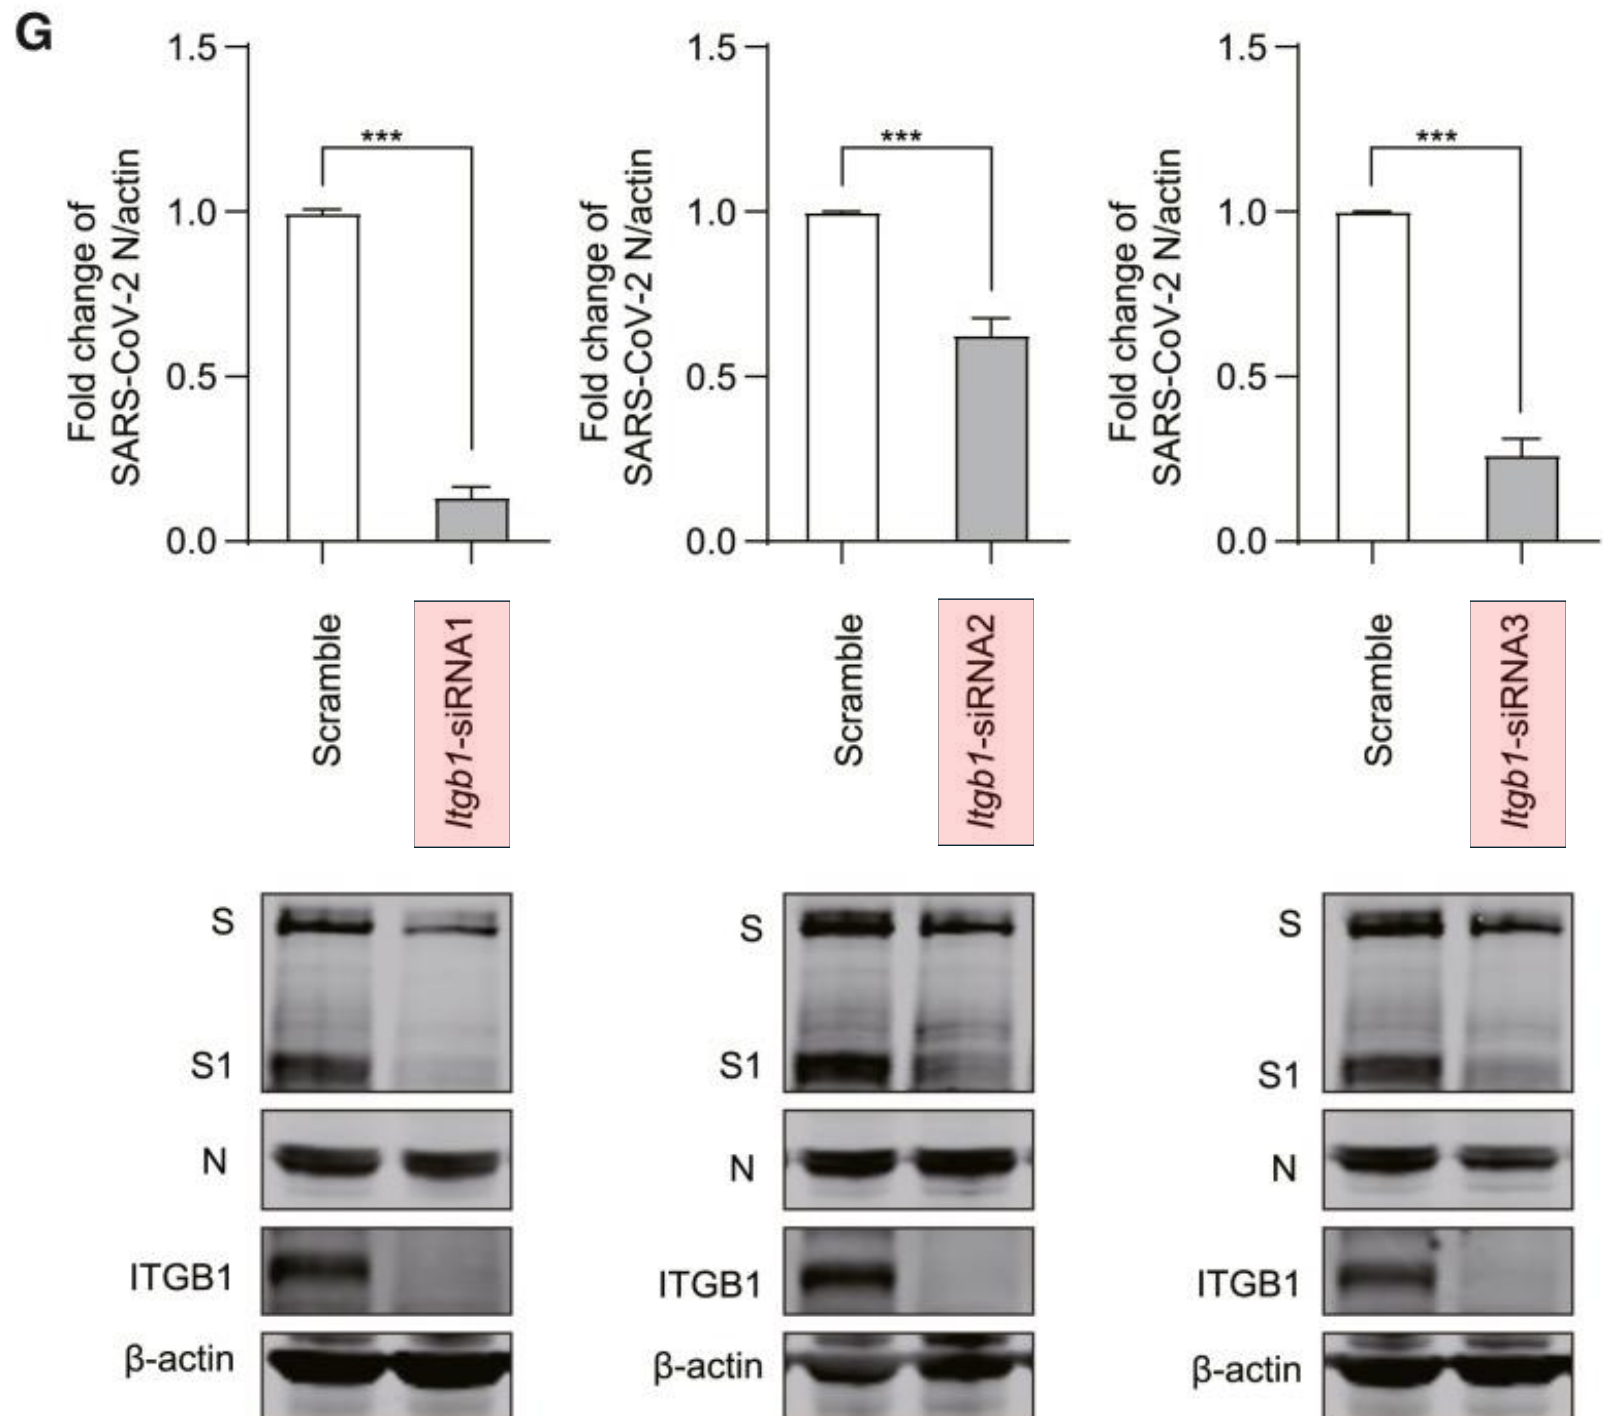 G
1.5
1.0
0.5
0.0
Fold change of
SARS-CoV-2 N/actin
***
Scramble
Itgb1-siRNA1
1.5
1.0
0.5
0.0
Fold change of
SARS-CoV-2 N/actin
***
Scramble
Itgb1-siRNA2
1.5
1.0
0.5
0.0
Fold change of
SARS-CoV-2 N/actin
***
Scramble
Itgb1-siRNA3
S
S1
N
ITGB1
β-actin
S
S1
N
ITGB1
β-actin
S
S1
N
ITGB1
β-actin